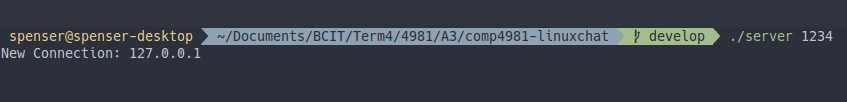 spenser@spenser-desktop ~/Documents/BCIT/Term4/4981/A3/comp4981-linuxchat develop ./server 1234
New Connection: 127.0.0.1